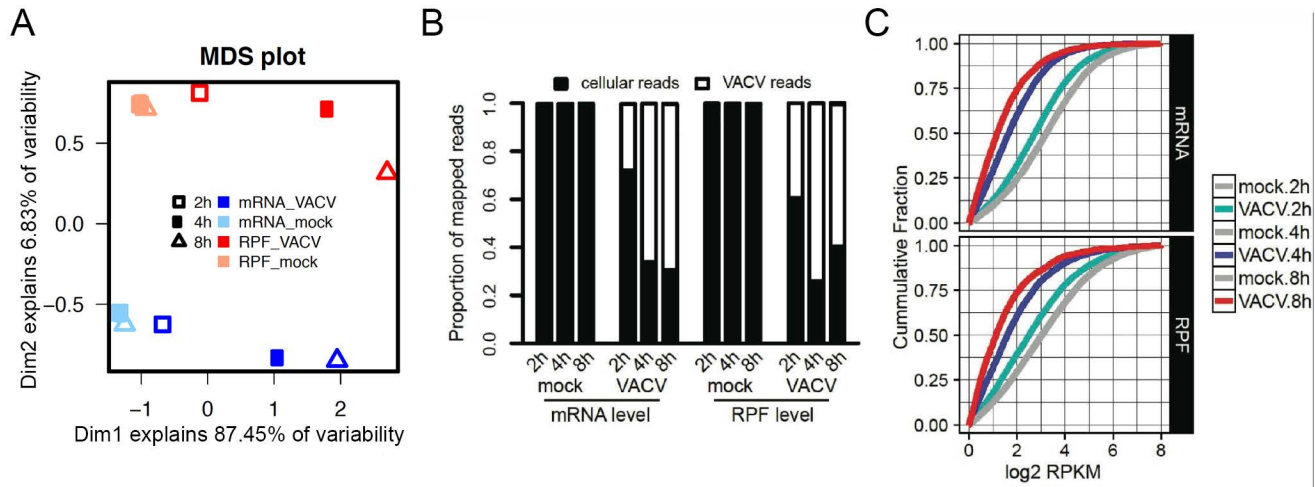 A
MDS plot
Dim2 explains 6.83% of variability
0.5
0.0
−0.5
2h mRNA_VACV
4h mRNA_mock
8h RPF_VACV
RPF_mock
−1 0 1 2
Dim1 explains 87.45% of variability
B
cellular reads VACV reads
Proportion of mapped reads
1.0
0.8
0.6
0.4
0.2
0.0
2h 4h 8h 2h 4h 8h 2h 4h 8h 2h 4h 8h
mock VACV mock VACV
mRNA level RPF level
C
Cummulative Fraction
1.00
0.75
0.50
0.25
0.00
mRNA
1.00
0.75
0.50
0.25
0.00
RPF
0 2 4 6 8
log2 RPKM
mock.2h
VACV.2h
mock.4h
VACV.4h
mock.8h
VACV.8h